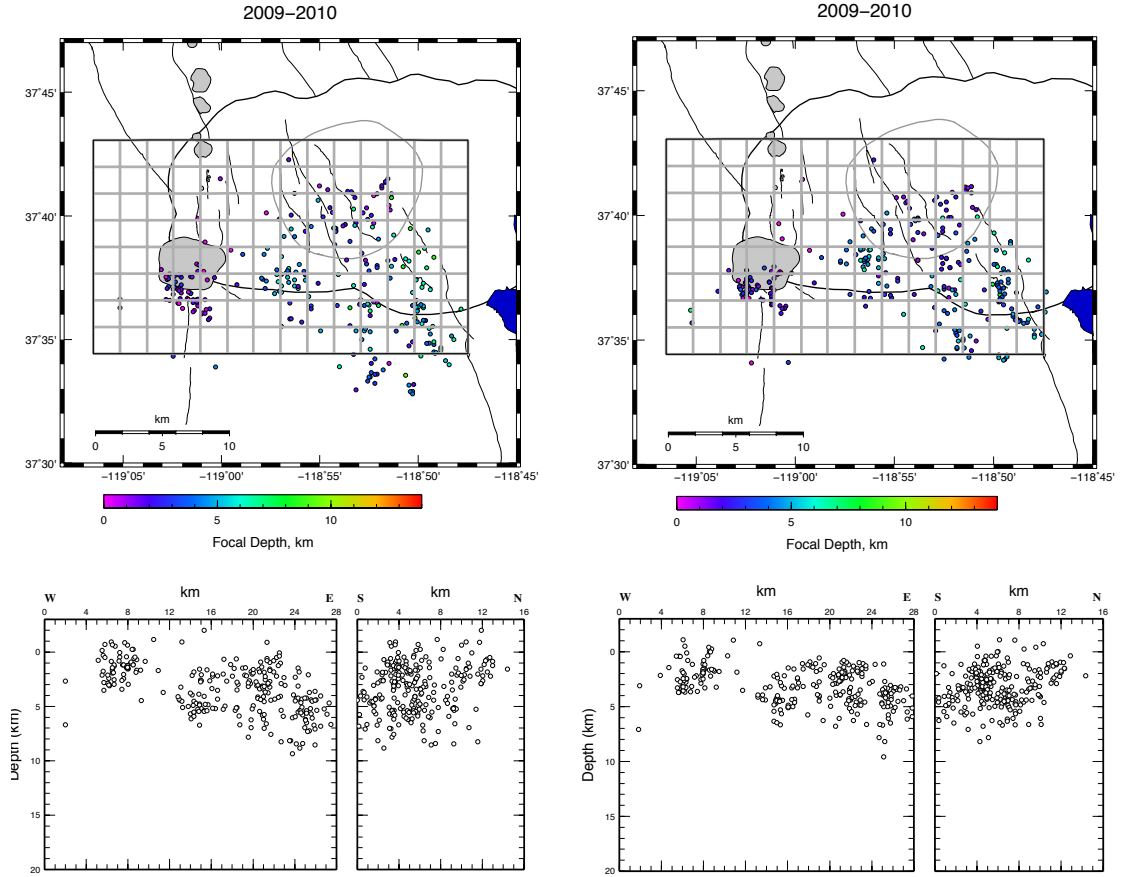 2009−2010
2009−2010
37°45'
37°40'
37°35'
37°30'
km
0 5 10
−119°05' −119°00' −118°55' −118°50' −118°45'
0 5 10
Focal Depth, km
37°45'
37°40'
37°35'
37°30'
km
0 5 10
−119°05' −119°00' −118°55' −118°50' −118°45'
0 5 10
Focal Depth, km
W km E
0 4 8 12 16 20 24 28
S km N
0 4 8 12 16
Depth (km)
0
5
10
15
20
W km E
0 4 8 12 16 20 24 28
S km N
0 4 8 12 16
Depth (km)
0
5
10
15
20